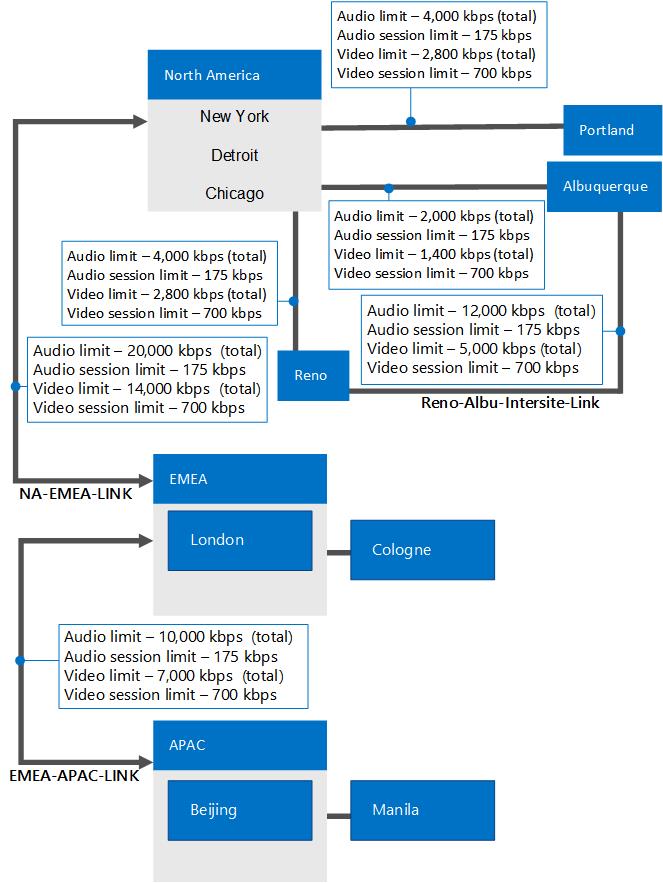 Audio limit – 4,000 kbps (total)
Audio session limit – 175 kbps
Video limit – 2,800 kbps (total)
Video session limit – 700 kbps
North America
New York
Detroit
Chicago
Portland
Albuquerque
Audio limit – 2,000 kbps (total)
Audio session limit – 175 kbps
Video limit – 1,400 kbps (total)
Video session limit – 700 kbps
Audio limit – 4,000 kbps (total)
Audio session limit – 175 kbps
Video limit – 2,800 kbps (total)
Video session limit – 700 kbps
Audio limit – 12,000 kbps (total)
Audio session limit – 175 kbps
Video limit – 5,000 kbps (total)
Video session limit – 700 kbps
Audio limit – 20,000 kbps (total)
Audio session limit – 175 kbps
Video limit – 14,000 kbps (total)
Video session limit – 700 kbps
Reno
Reno-Albu-Intersite-Link
EMEA
NA-EMEA-LINK
London
Cologne
Audio limit – 10,000 kbps (total)
Audio session limit – 175 kbps
Video limit – 7,000 kbps (total)
Video session limit – 700 kbps
APAC
EMEA-APAC-LINK
Beijing
Manila